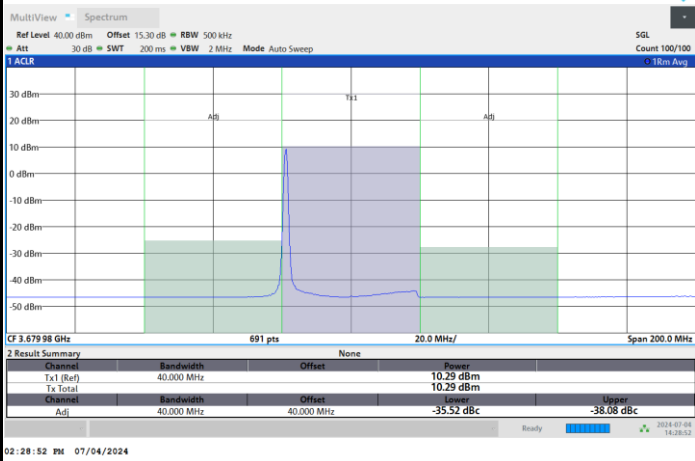 MultiView Spectrum
Ref Level 40.00 dBm Offset 15.30 dB RBW 500 kHz SGL
Att 30 dB SWT 200 ms VBW 2 MHz Mode Auto Sweep Count 100/100
1 ACLR 1Rm Avg
30 dBm
Tx1
20 dBm
Adj Adj
10 dBm
0 dBm
-10 dBm
-20 dBm
-30 dBm
-40 dBm
-50 dBm
CF 3.679 98 GHz 691 pts 20.0 MHz/ Span 200.0 MHz
2 Result Summary None
Channel Bandwidth Offset Power
Tx1 (Ref) 40.000 MHz 10.29 dBm
Tx Total 10.29 dBm
Channel Bandwidth Offset Lower Upper
Adj 40.000 MHz 40.000 MHz -35.52 dBc -38.08 dBc
Ready 2024-07-04
14:28:52
02:28:52 PM 07/04/2024